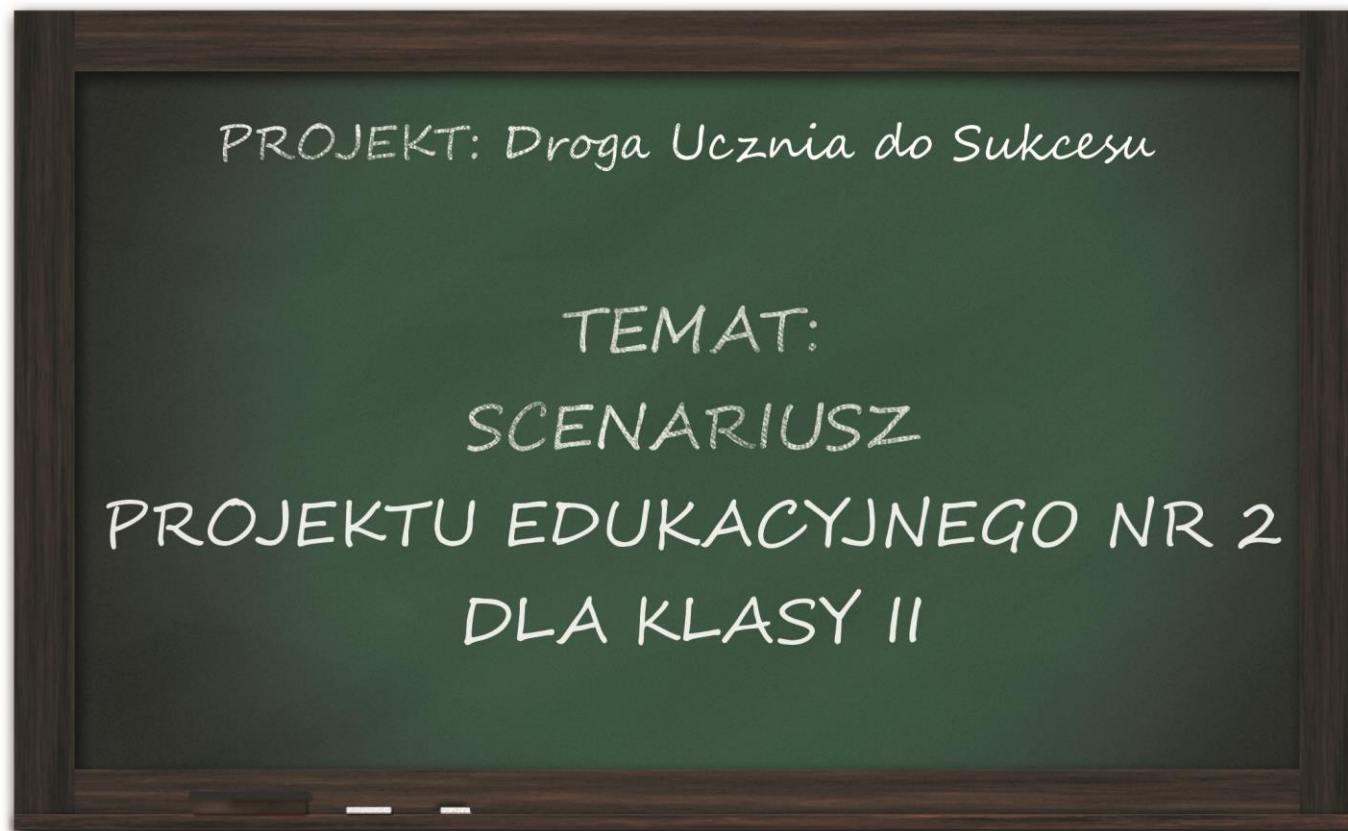 PROJEKT: Droga Ucznia do Sukcesu
TEMAT:
SCENARIUSZ
PROJEKTU EDUKACYJNEGO NR 2
DLA KLASY II